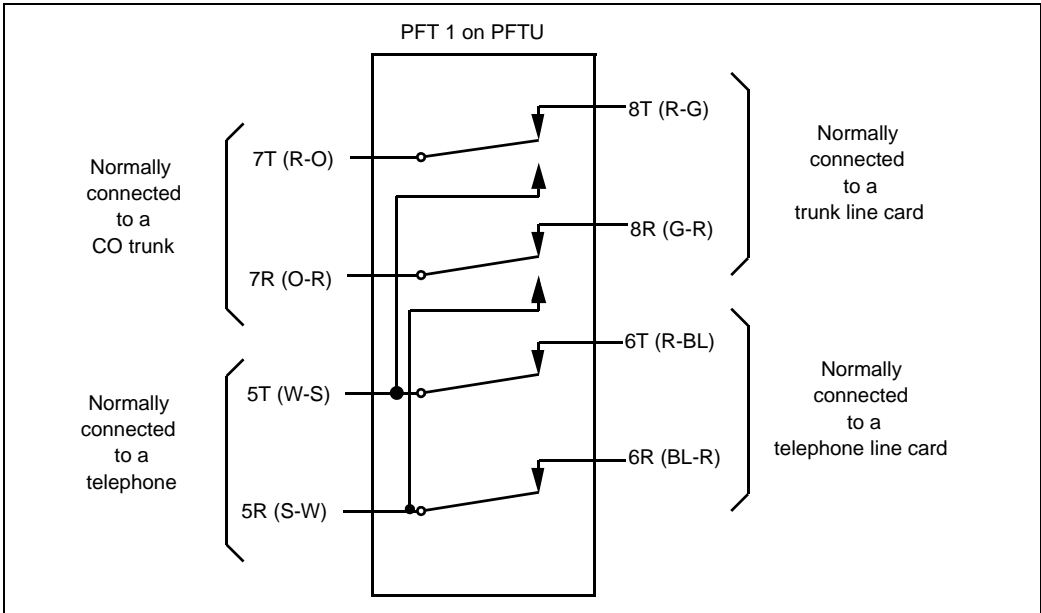 PFT 1 on PFTU
Normally
connected
to a
CO trunk
7T (R-O)
7R (O-R)
8T (R-G)
8R (G-R)
Normally
connected
to a
trunk line card
Normally
connected
to a
telephone
5T (W-S)
5R (S-W)
6T (R-BL)
6R (BL-R)
Normally
connected
to a
telephone line card